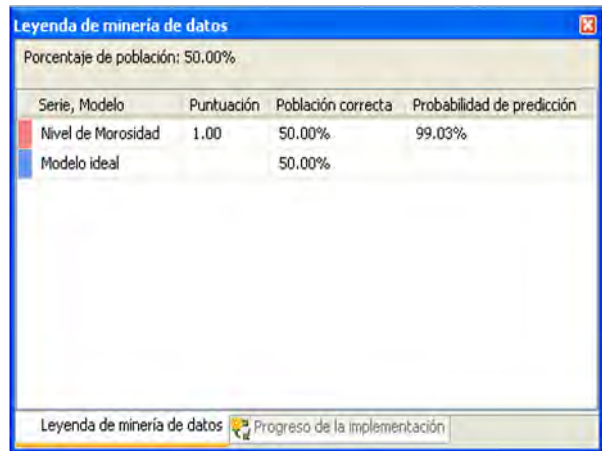 Leyenda de minería de datos
Porcentaje de población: 50.00%
Serie, Modelo Puntuación Población correcta Probabilidad de predicción
Nivel de Morosidad 1.00 50.00% 99.03%
Modelo ideal 50.00%
Leyenda de minería de datos Progreso de la implementación